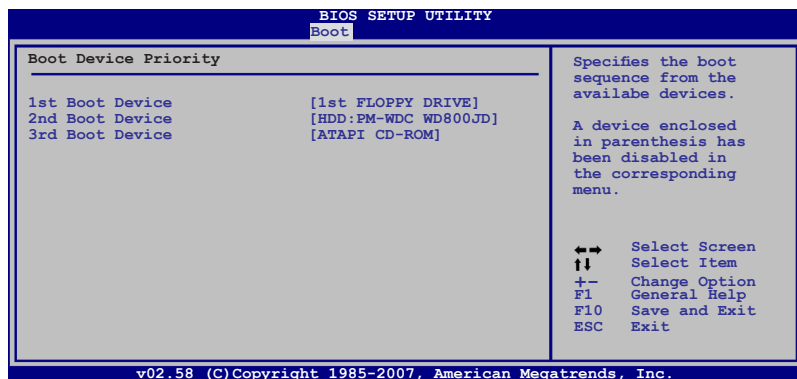 BIOS SETUP UTILITY
Boot
Boot Device Priority
1st Boot Device [1st FLOPPY DRIVE]
2nd Boot Device [HDD:PM-WDC WD800JD]
3rd Boot Device [ATAPI CD-ROM]
Specifies the boot
sequence from the
availabe devices.
A device enclosed
in parenthesis has
been disabled in
the corresponding
menu.
←→ Select Screen
↑↓ Select Item
+- Change Option
F1 General Help
F10 Save and Exit
ESC Exit
v02.58 (C)Copyright 1985-2007, American Megatrends, Inc.